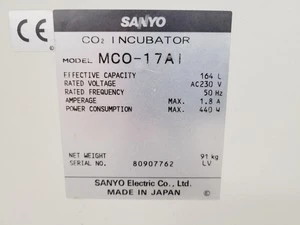 CE
SANYO
CO₂ INCUBATOR
MODEL MCO-17AI
EFFECTIVE CAPACITY 164 L
RATED VOLTAGE AC230 V
RATED FREQUENCY 50 Hz
AMPERAGE MAX. 1.8 A
POWER CONSUMPTION MAX. 440 W
NET WEIGHT 91 kg
SERIAL NO. 80907762 LV
SANYO Electric Co., Ltd.
MADE IN JAPAN